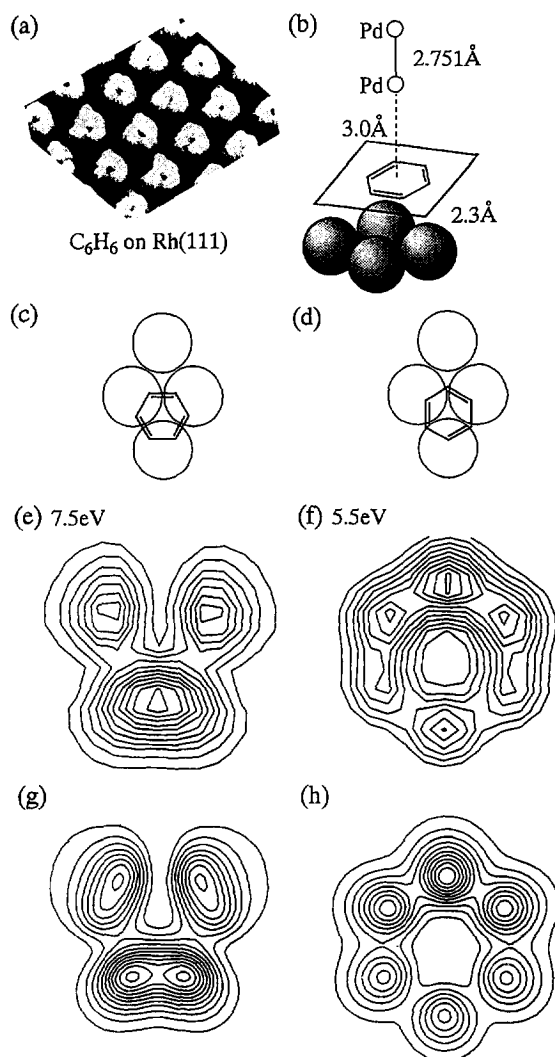 (a)
(b)
Pd
2.751Å
Pd
3.0Å
2.3Å
C₆H₆ on Rh(111)
(c)
(d)
(e) 7.5eV
(f) 5.5eV
(g)
(h)